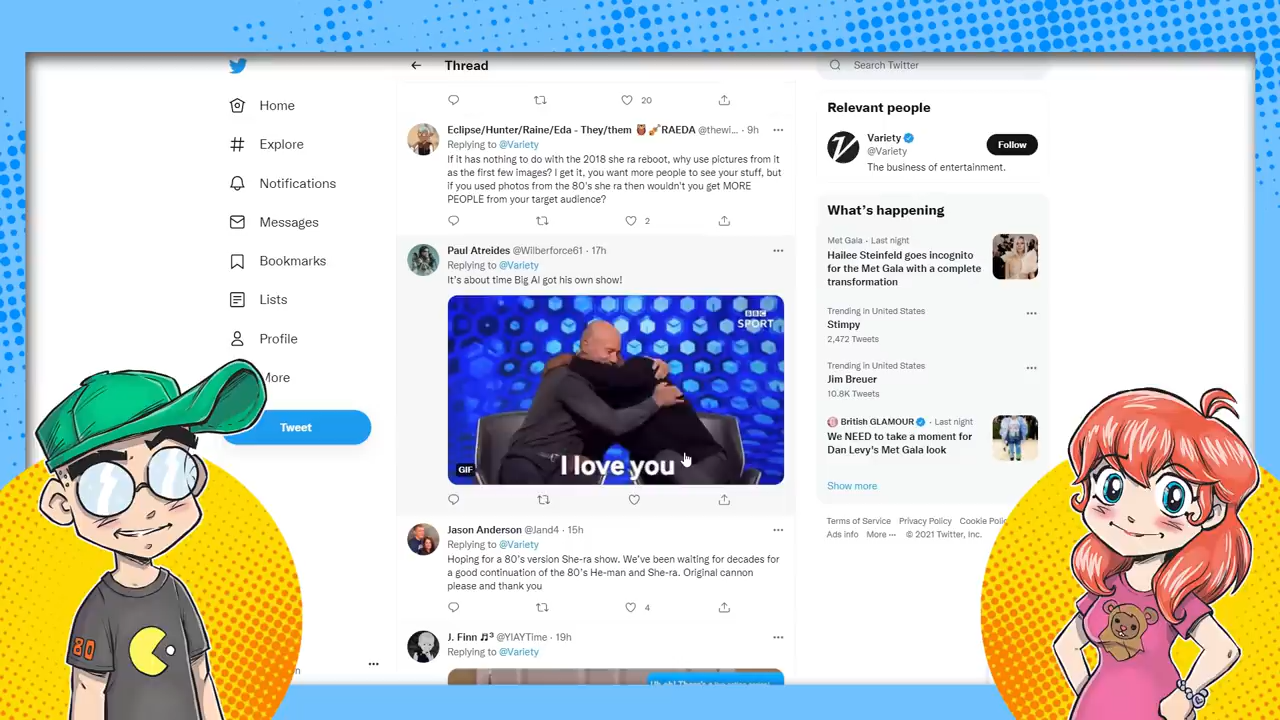 Home
Explore
Notifications
Messages
Bookmarks
Lists
Profile
More
Tweet
Thread
20
Eclipse/Hunter/Raine/Eda - They/them 🦉🎻RAEDA @thewi... · 9h
Replying to @Variety
If it has nothing to do with the 2018 she ra reboot, why use pictures from it
as the first few images? I get it, you want more people to see your stuff, but
if you used photos from the 80's she ra then wouldn't you get MORE
PEOPLE from your target audience?
2
Paul Atreides @Wilberforce61 · 17h
Replying to @Variety
It's about time Big Al got his own show!
BBC
SPORT
I love you
GIF
Jason Anderson @Jand4 · 15h
Replying to @Variety
Hoping for a 80's version She-ra show. We've been waiting for decades for
a good continuation of the 80's He-man and She-ra. Original cannon
please and thank you
4
J. Finn 🎵³ @YIAYTime · 19h
Replying to @Variety
Search Twitter
Relevant people
Variety
@Variety
Follow
The business of entertainment.
What's happening
Met Gala · Last night
Hailee Steinfeld goes incognito
for the Met Gala with a complete
transformation
Trending in United States
Stimpy
2,472 Tweets
Trending in United States
Jim Breuer
10.8K Tweets
British GLAMOUR · Last night
We NEED to take a moment for
Dan Levy's Met Gala look
Show more
Terms of Service Privacy Policy Cookie
Ad info More ··· © 2021 Twitter, Inc.
80